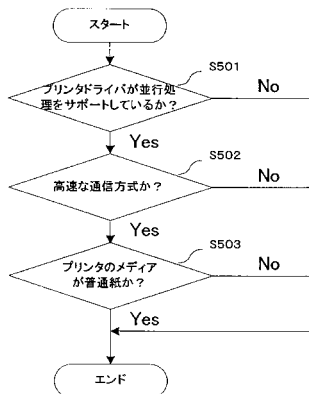 スタート
S501
プリンタドライバが並行処
理をサポートしているか？
No
Yes
S502
高速な通信方式か？
No
Yes
S503
プリンタのメディア
が普通紙か？
No
Yes
エンド